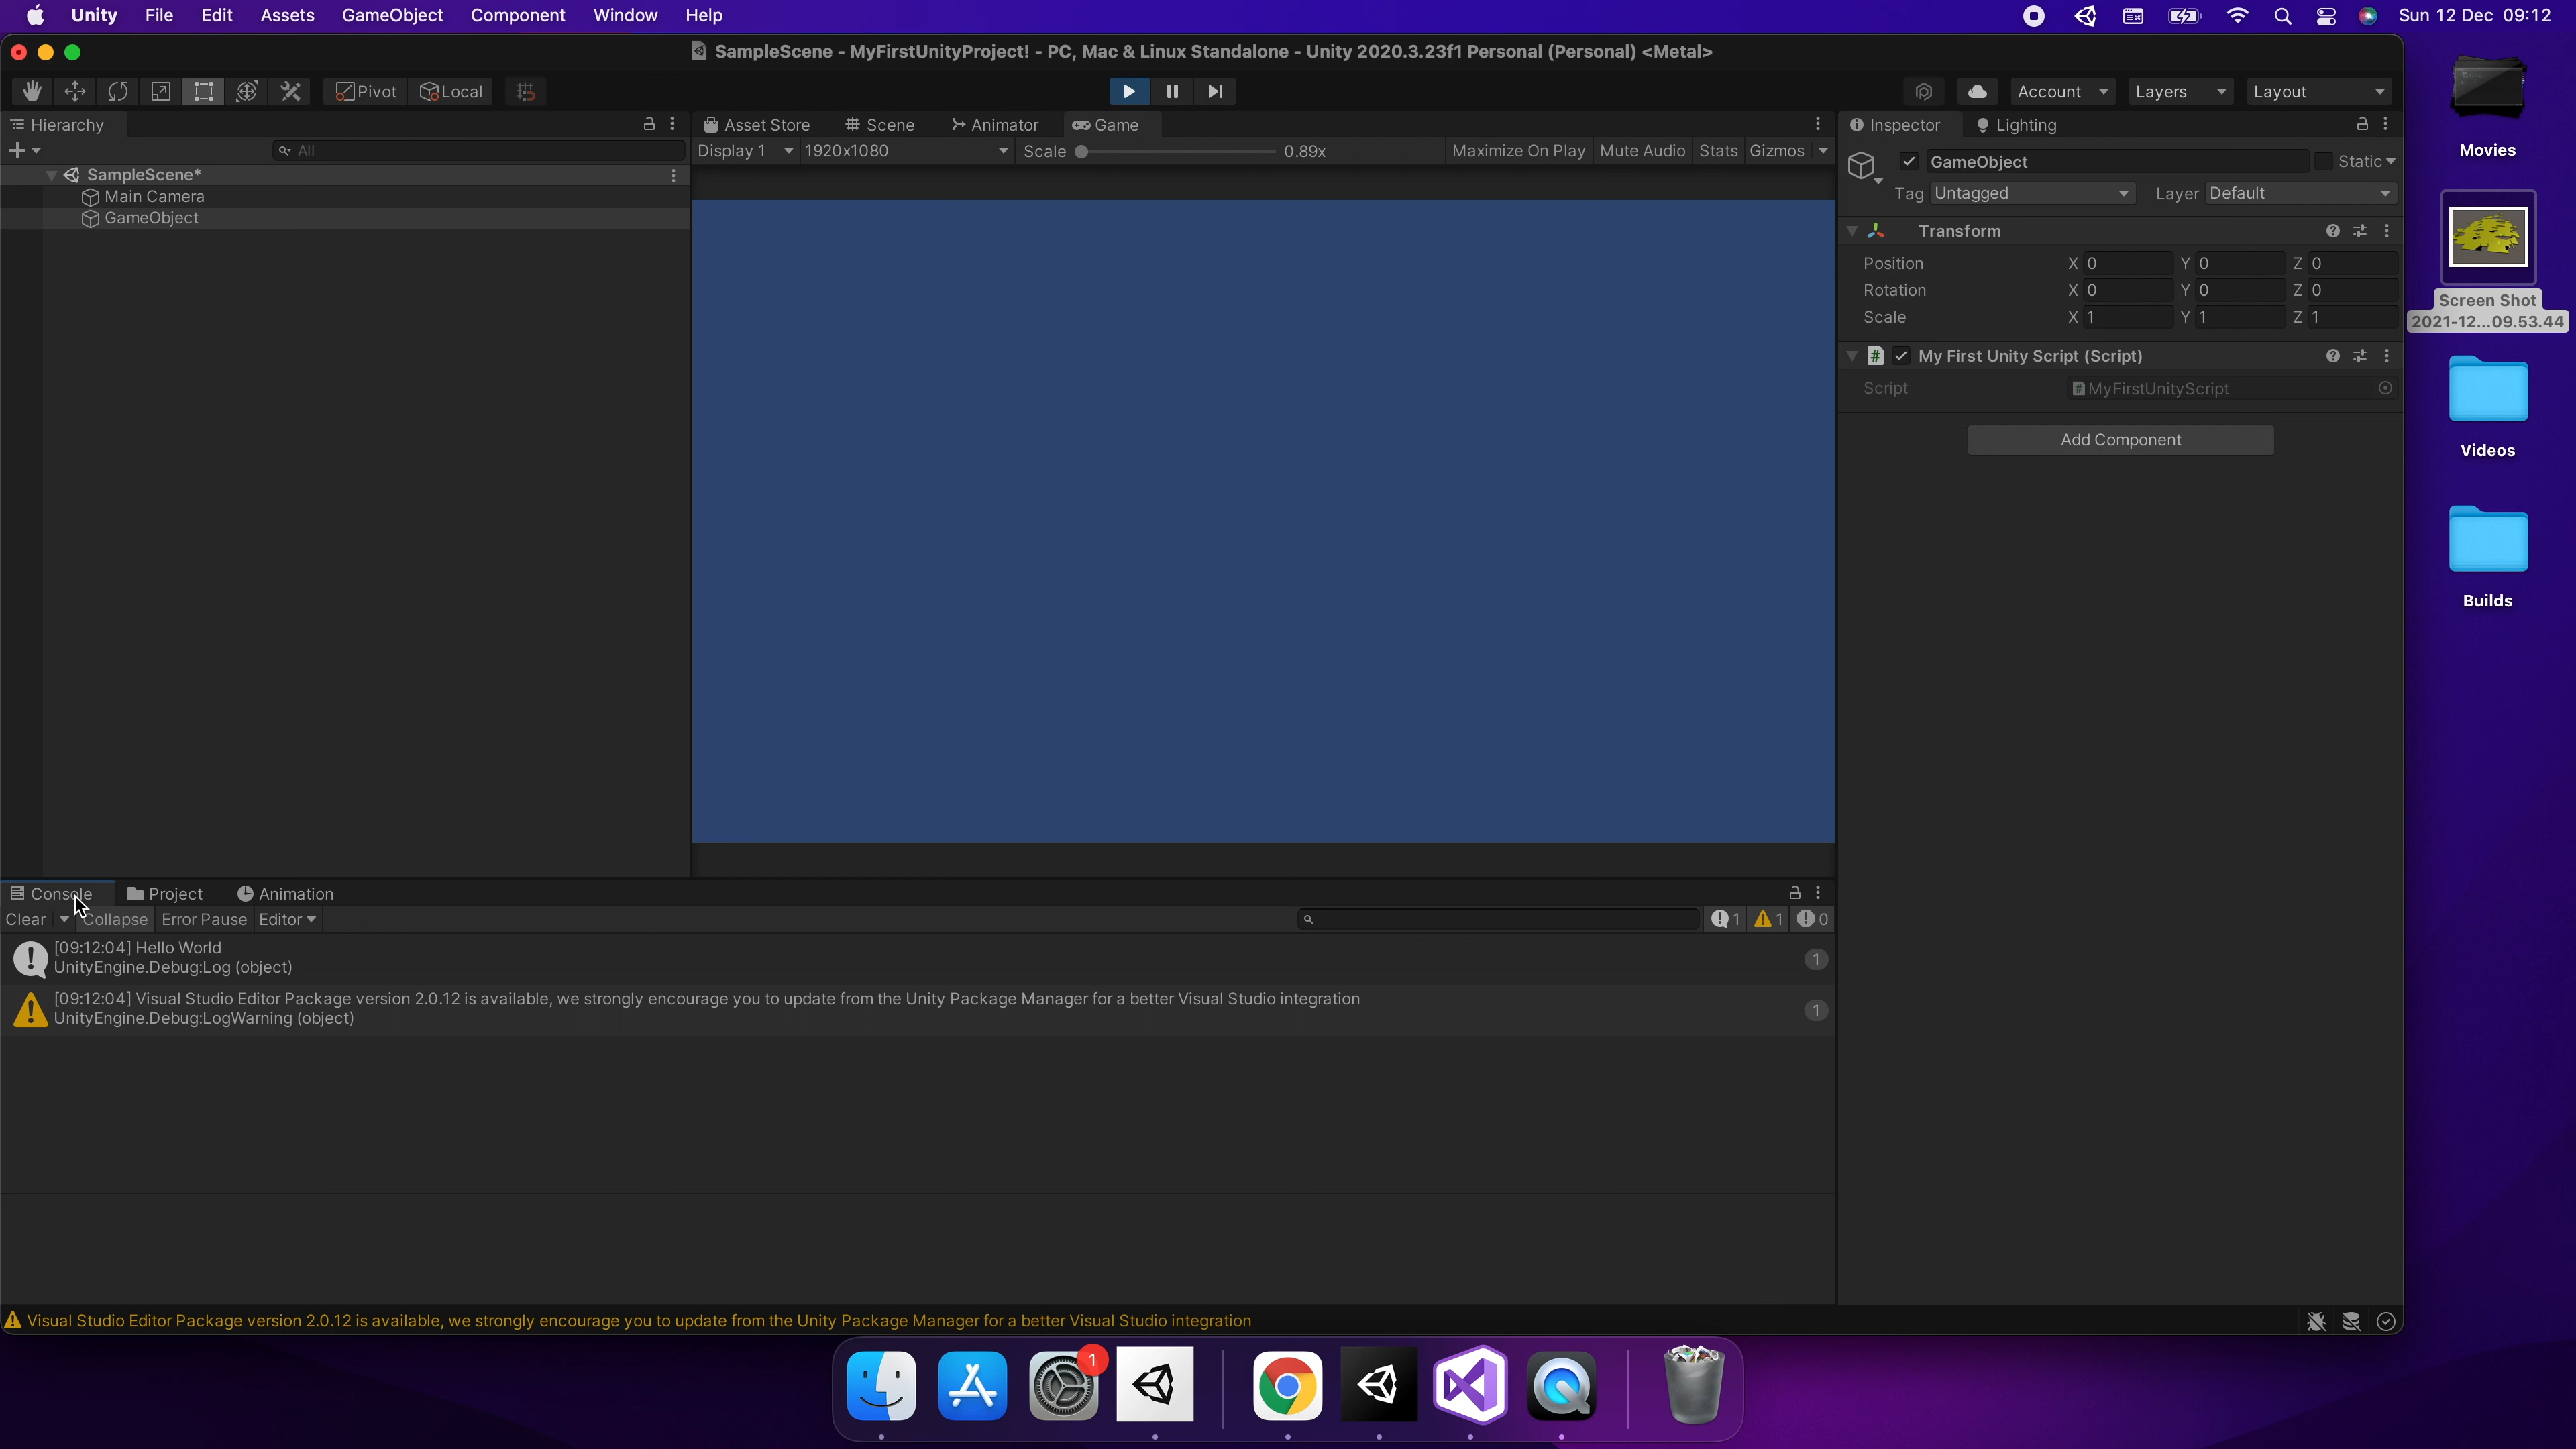 Unity File Edit Assets GameObject Component Window Help Sun 12 Dec 09:12
SampleScene - MyFirstUnityProject! - PC, Mac & Linux Standalone - Unity 2020.3.23f1 Personal (Personal) <Metal>
Pivot Local Account Layers Layout
Hierarchy
All
SampleScene*
Main Camera
GameObject
Asset Store Scene Animator Game
Display 1 1920x1080 Scale 0.89x Maximize On Play Mute Audio Stats Gizmos
Inspector Lighting
GameObject Static
Tag Untagged Layer Default
Transform
Position X 0 Y 0 Z 0
Rotation X 0 Y 0 Z 0
Scale X 1 Y 1 Z 1
My First Unity Script (Script)
Script MyFirstUnityScript
Add Component
Movies
Screen Shot
2021-12...09.53.44
Videos
Builds
Console Project Animation
Clear Collapse Error Pause Editor 1 1 0
[09:12:04] Hello World
UnityEngine.Debug:Log (object)
1
[09:12:04] Visual Studio Editor Package version 2.0.12 is available, we strongly encourage you to update from the Unity Package Manager for a better Visual Studio integration
UnityEngine.Debug:LogWarning (object)
1
Visual Studio Editor Package version 2.0.12 is available, we strongly encourage you to update from the Unity Package Manager for a better Visual Studio integration
1